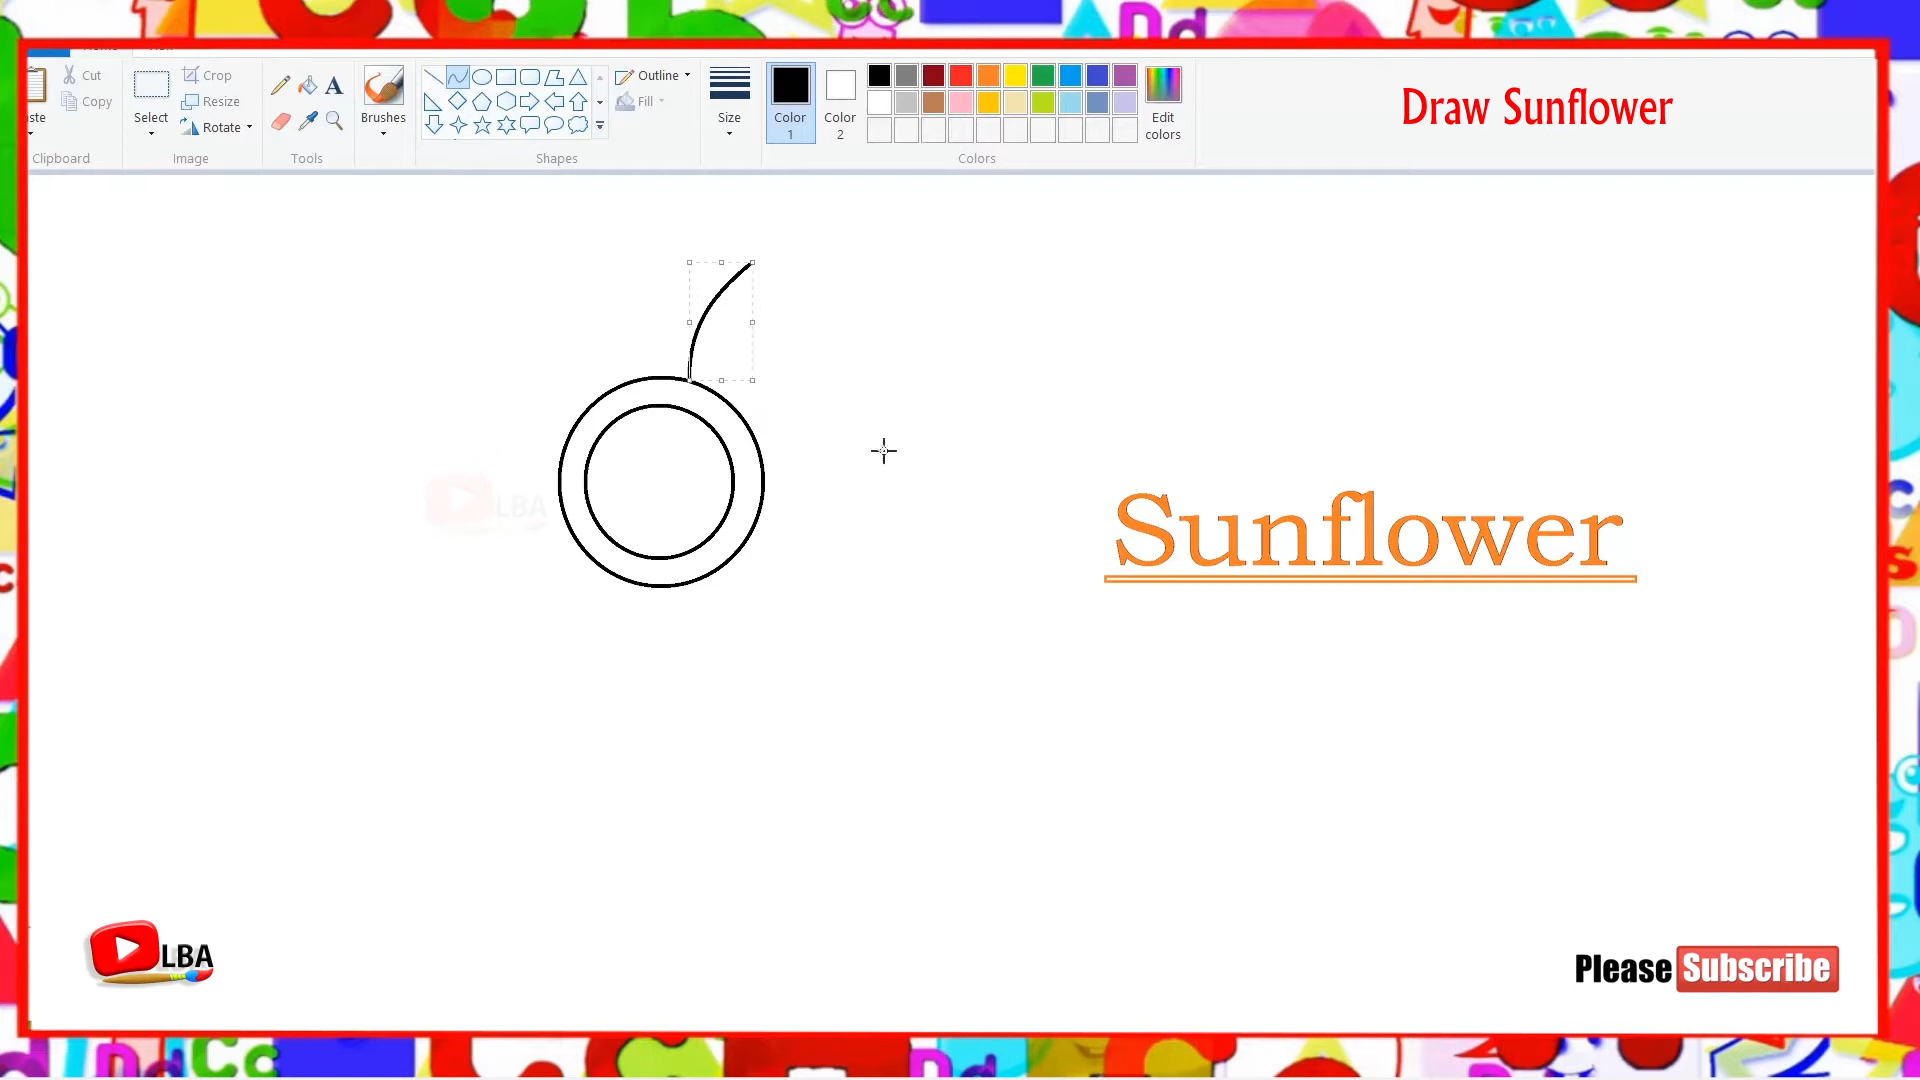 Cut
Copy
Clipboard
Select
Crop
Resize
Rotate
Image
A
Tools
Brushes
Shapes
Outline
Fill
Size
Color
1
Color
2
Edit
colors
Colors
Draw Sunflower
Sunflower
LBA
LBA
Please Subscribe